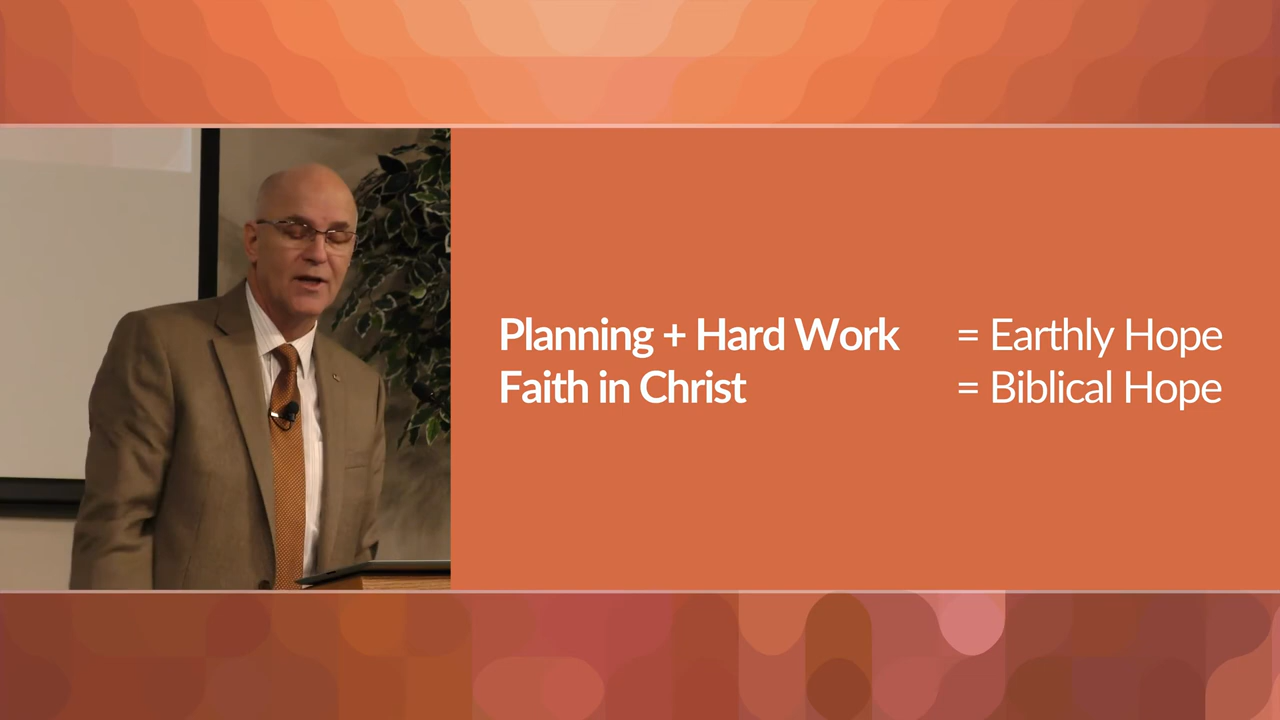 Planning + Hard Work = Earthly Hope
Faith in Christ = Biblical Hope